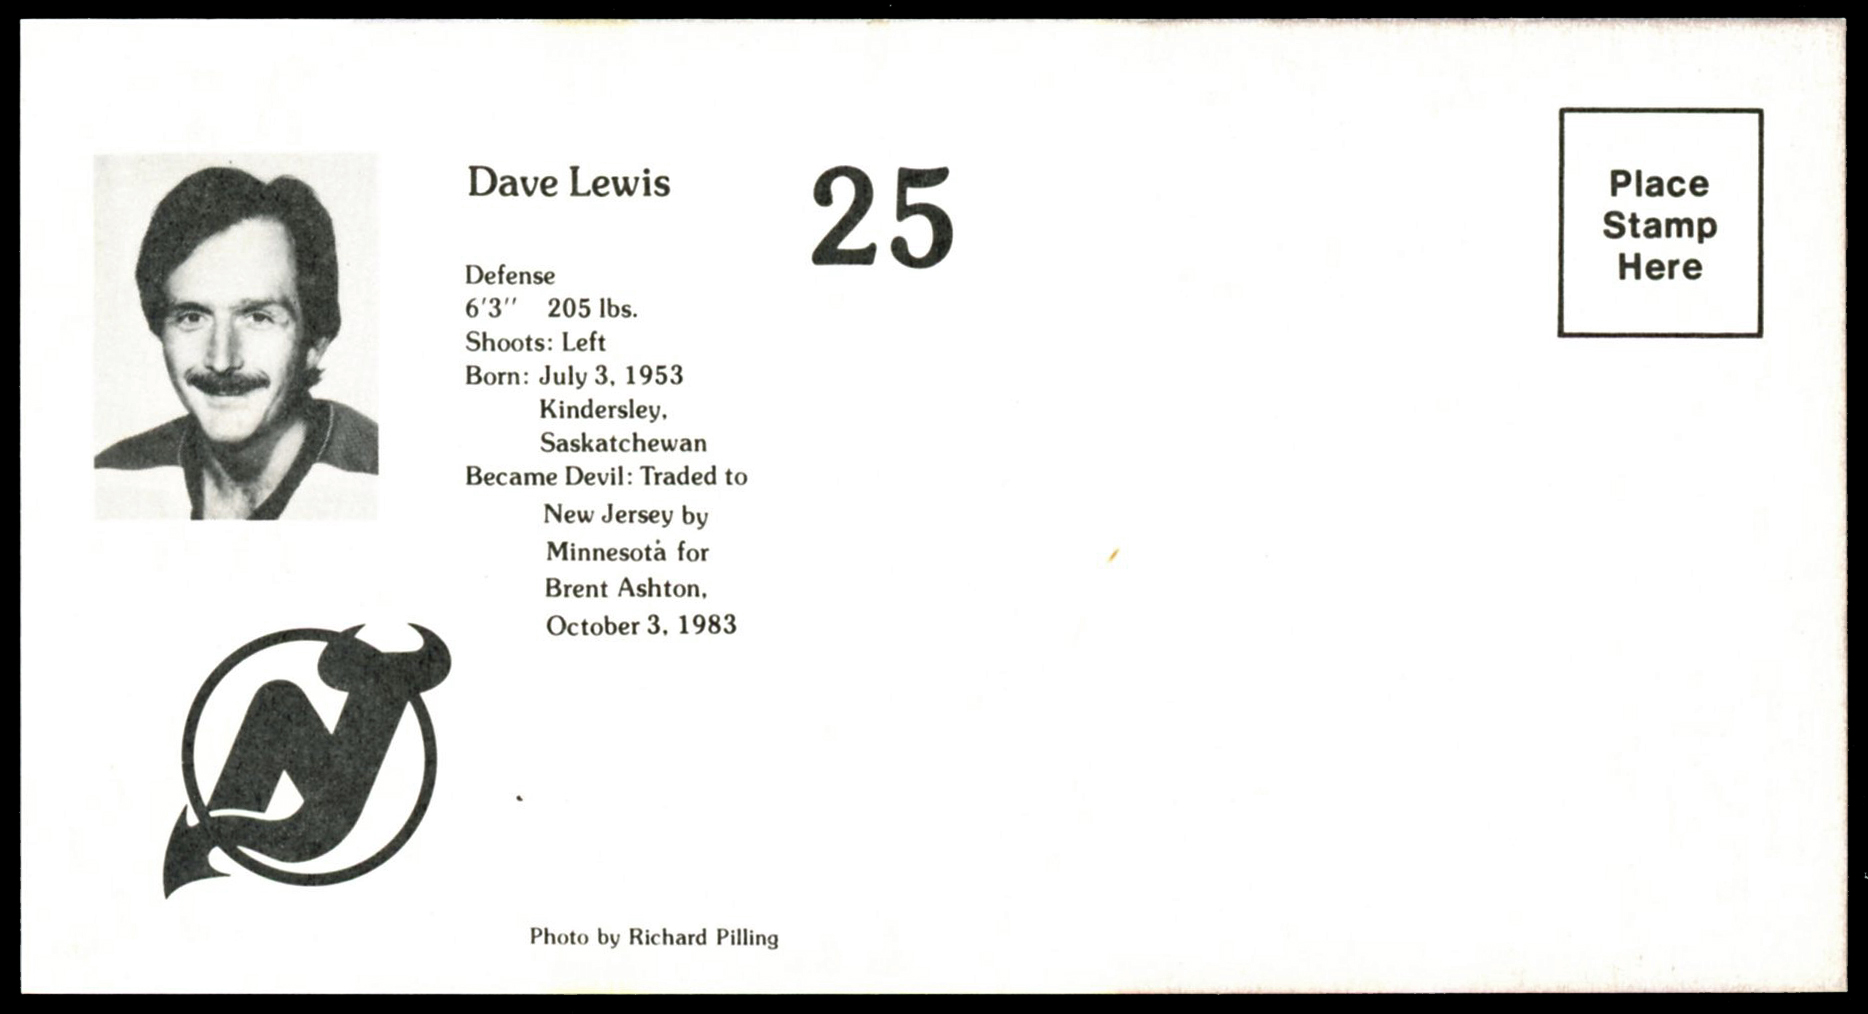 Dave Lewis
25
Defense
6'3'' 205 lbs.
Shoots: Left
Born: July 3, 1953
Kindersley,
Saskatchewan
Became Devil: Traded to
New Jersey by
Minnesota for
Brent Ashton,
October 3, 1983
Photo by Richard Pilling
Place
Stamp
Here